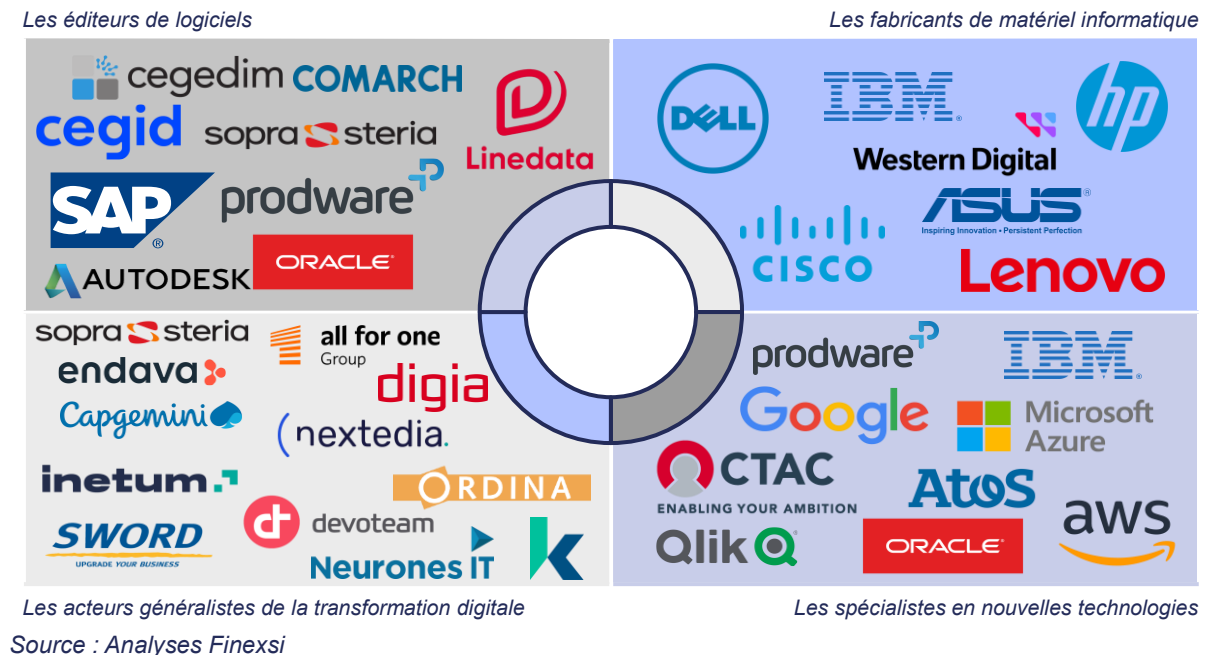 Les éditeurs de logiciels
Les fabricants de matériel informatique
cegedim COMARCH
cegid sopra steria
Linedata
SAP ®
prodware
AUTODESK
ORACLE®
DELL
IBM®
hp
Western Digital
ASUS®
Inspiring Innovation • Persistent Perfection
CISCO
Lenovo
sopra steria
all for one
Group
endava
digia
Capgemini
nextedia.
inetum.
ORDINA
SWORD
UPGRADE YOUR BUSINESS
devoteam
Neurones IT
k
prodware
IBM®
Google
Microsoft
Azure
CTAC
ENABLING YOUR AMBITION
Atos
aws
Qlik
ORACLE®
Les acteurs généralistes de la transformation digitale
Les spécialistes en nouvelles technologies
Source : Analyses Finexsi